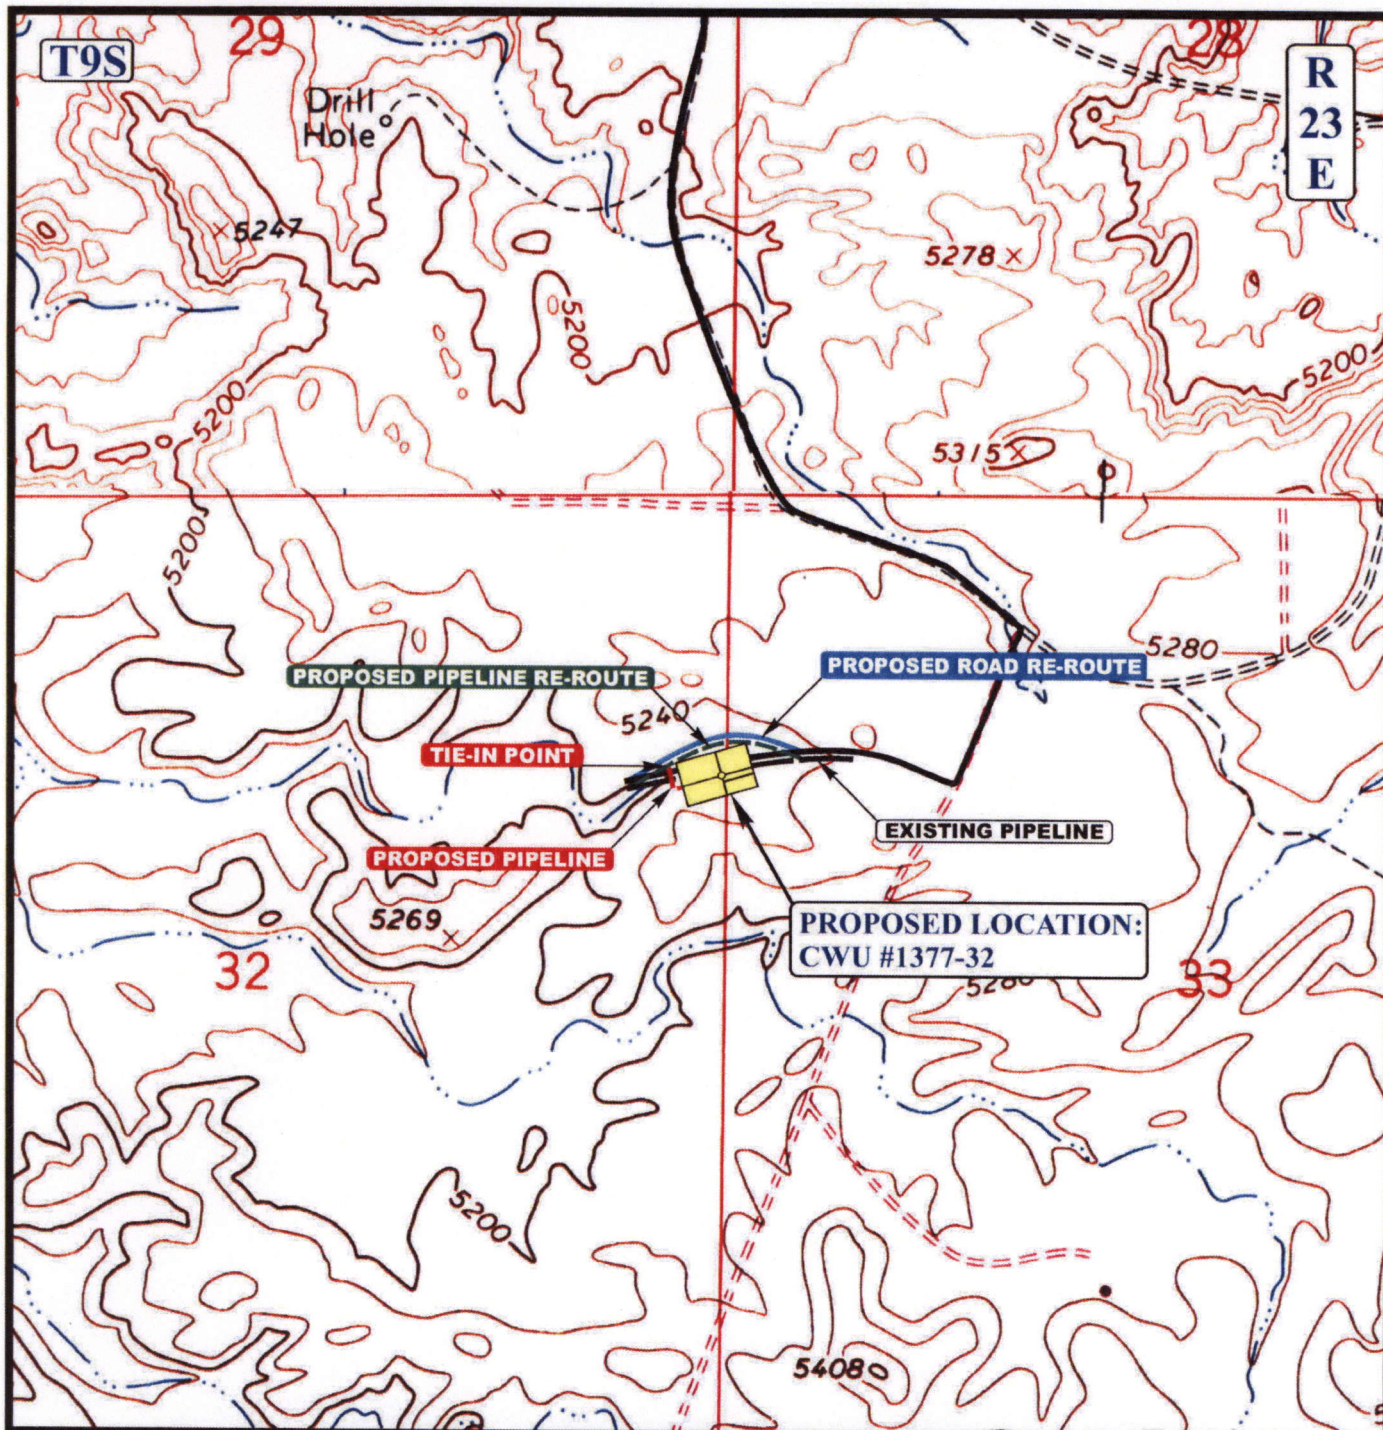 29
28
T9S
R
23
E
Drill
Hole
5247
5278
5200
5200
5200
5315
5200
5280
PROPOSED PIPELINE RE-ROUTE
PROPOSED ROAD RE-ROUTE
5240
TIE-IN POINT
EXISTING PIPELINE
PROPOSED PIPELINE
5269
PROPOSED LOCATION:
CWU #1377-32
32
5280
33
5200
5408